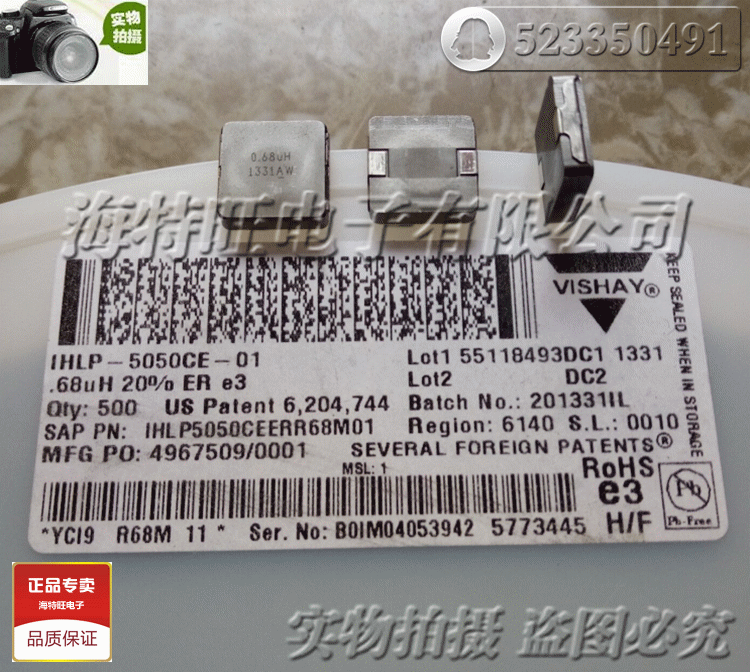 实物
拍摄
523350491
0.68uH
1331AW
海特旺电子有限公司
VISHAY®
KEEP SEALED WHEN IN STORAGE
IHLP-5050CE-01
Lot1 55118493DC1 1331
.68uH 20% ER e3
Lot2 DC2
Qty: 500 US Patent 6,204,744
Batch No.: 201331IL
SAP PN: IHLP5050CEERR68M01
Region: 6140 S.L.: 0010
MFG PO: 4967509/0001
SEVERAL FOREIGN PATENTS®
MSL: 1
RoHS
e3
Pb
Pb-Free
*YCI9 R68M 11* Ser. No: B0IM04053942 5773445 H/F
正品专卖
海特旺电子
品质保证
实物拍摄 盗图必究